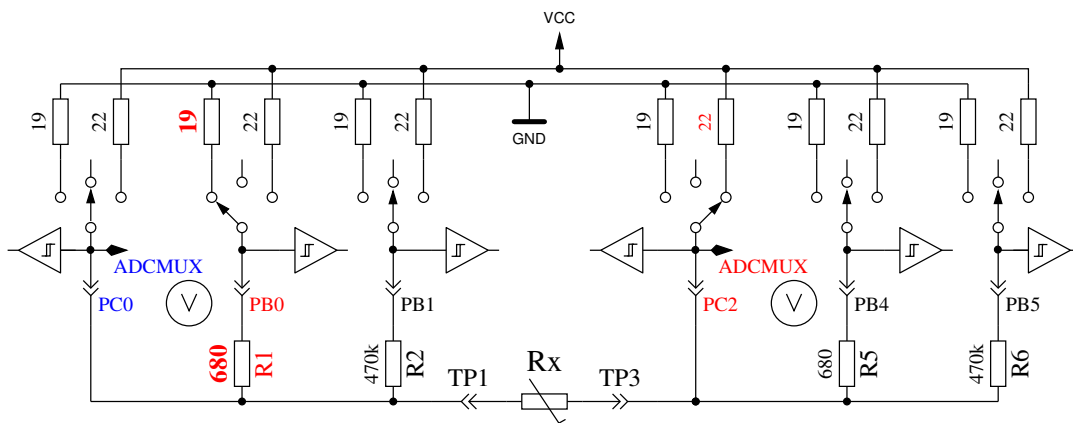 VCC
19
22
19
22
19
22
GND
19
22
19
22
19
22
ADCMUX
ADCMUX
PC0
V
PB0
PB1
PC2
V
PB4
PB5
680
R1
470k
R2
TP1
Rx
TP3
680
R5
470k
R6